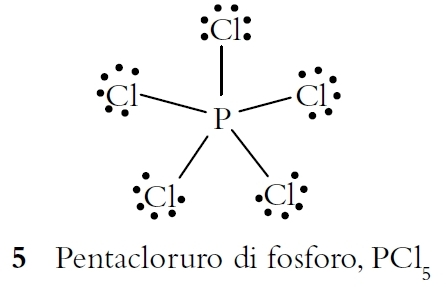 Cl
Cl Cl
P
Cl Cl
5 Pentacloruro di fosforo, PCl₅